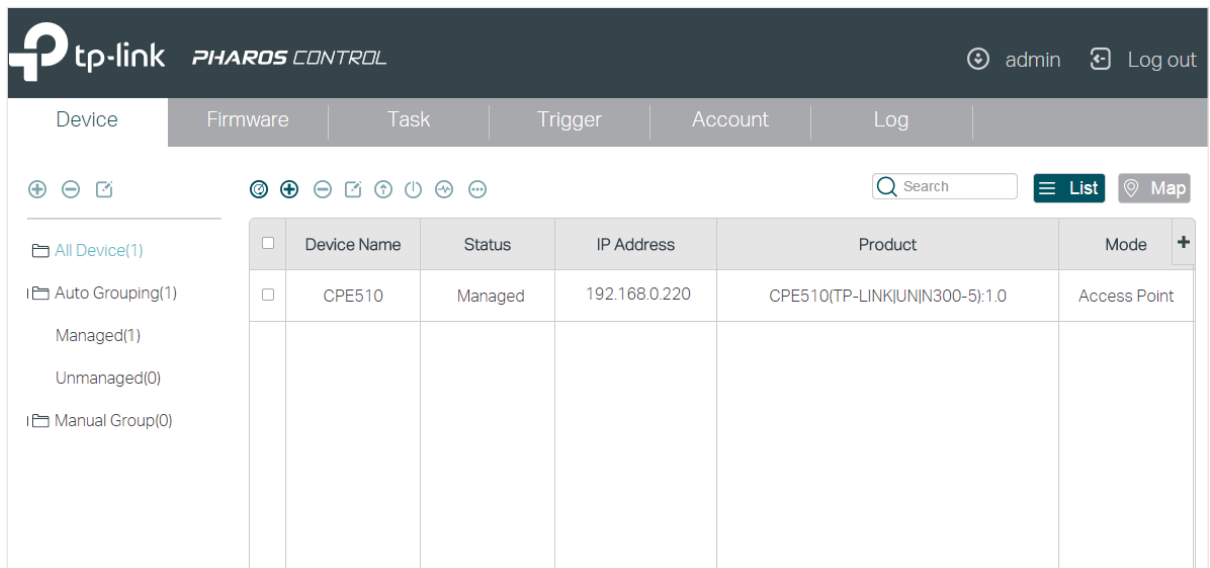 tp-link PHAROS CONTROL admin Log out
Device Firmware Task Trigger Account Log
Search List Map
All Device(1)
Auto Grouping(1)
Managed(1)
Unmanaged(0)
Manual Group(0)
Device Name Status IP Address Product Mode +
CPE510 Managed 192.168.0.220 CPE510(TP-LINK|UN|N300-5):1.0 Access Point